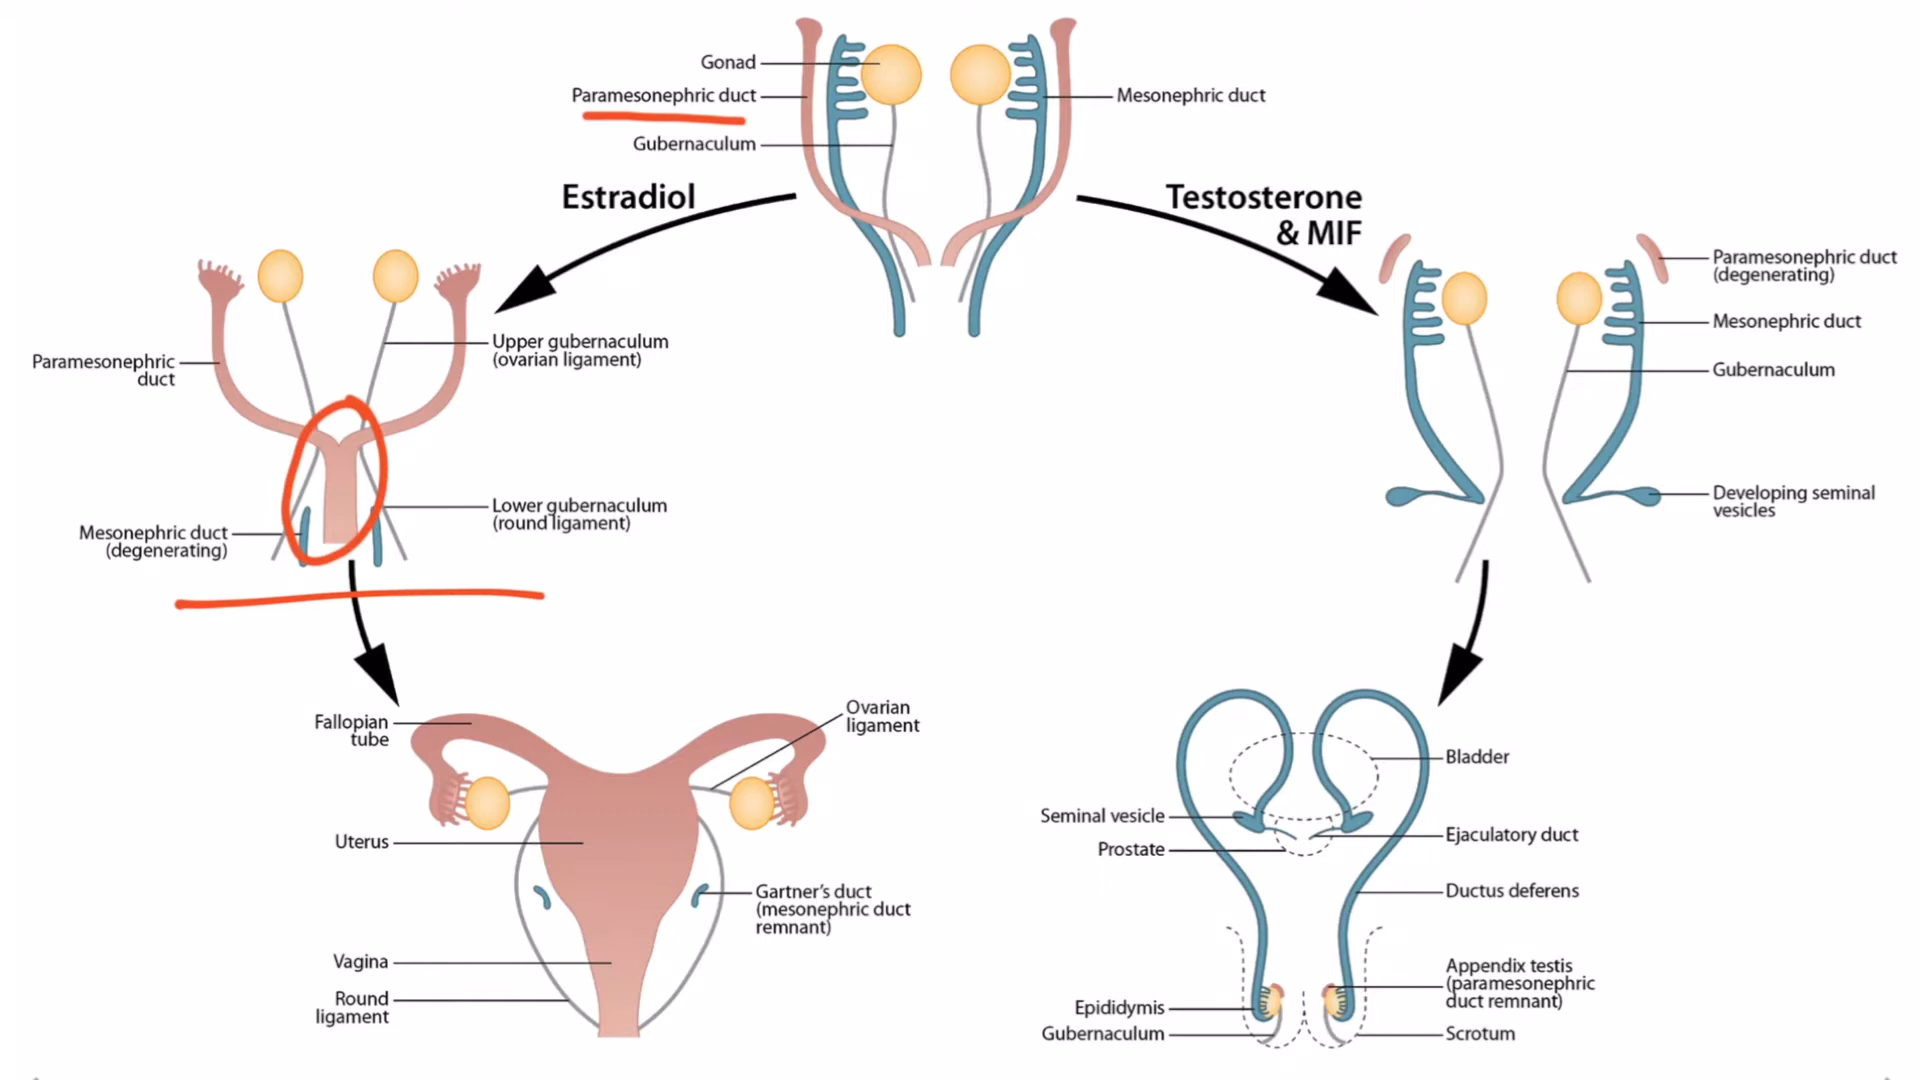 Gonad
Paramesonephric duct
Gubernaculum
Mesonephric duct
Estradiol
Testosterone
& MIF
Paramesonephric
duct
Upper gubernaculum
(ovarian ligament)
Lower gubernaculum
(round ligament)
Mesonephric duct
(degenerating)
Paramesonephric duct
(degenerating)
Mesonephric duct
Gubernaculum
Developing seminal
vesicles
Fallopian
tube
Ovarian
ligament
Uterus
Gartner's duct
(mesonephric duct
remnant)
Vagina
Round
ligament
Bladder
Seminal vesicle
Ejaculatory duct
Prostate
Ductus deferens
Appendix testis
(paramesonephric
duct remnant)
Epididymis
Gubernaculum
Scrotum